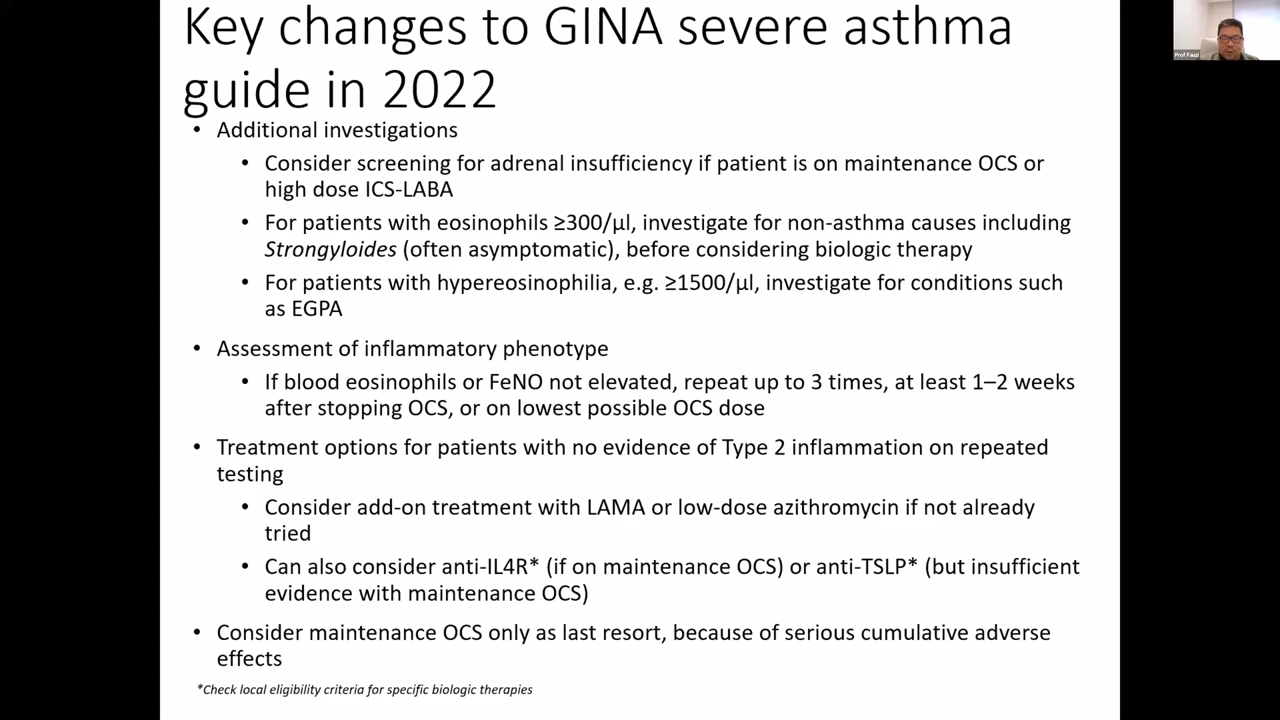 Key changes to GINA severe asthma
guide in 2022
• Additional investigations
• Consider screening for adrenal insufficiency if patient is on maintenance OCS or
high dose ICS-LABA
• For patients with eosinophils ≥300/μl, investigate for non-asthma causes including
Strongyloides (often asymptomatic), before considering biologic therapy
• For patients with hypereosinophilia, e.g. ≥1500/μl, investigate for conditions such
as EGPA
• Assessment of inflammatory phenotype
• If blood eosinophils or FeNO not elevated, repeat up to 3 times, at least 1–2 weeks
after stopping OCS, or on lowest possible OCS dose
• Treatment options for patients with no evidence of Type 2 inflammation on repeated
testing
• Consider add-on treatment with LAMA or low-dose azithromycin if not already
tried
• Can also consider anti-IL4R* (if on maintenance OCS) or anti-TSLP* (but insufficient
evidence with maintenance OCS)
• Consider maintenance OCS only as last resort, because of serious cumulative adverse
effects
*Check local eligibility criteria for specific biologic therapies
Prof Fauzi